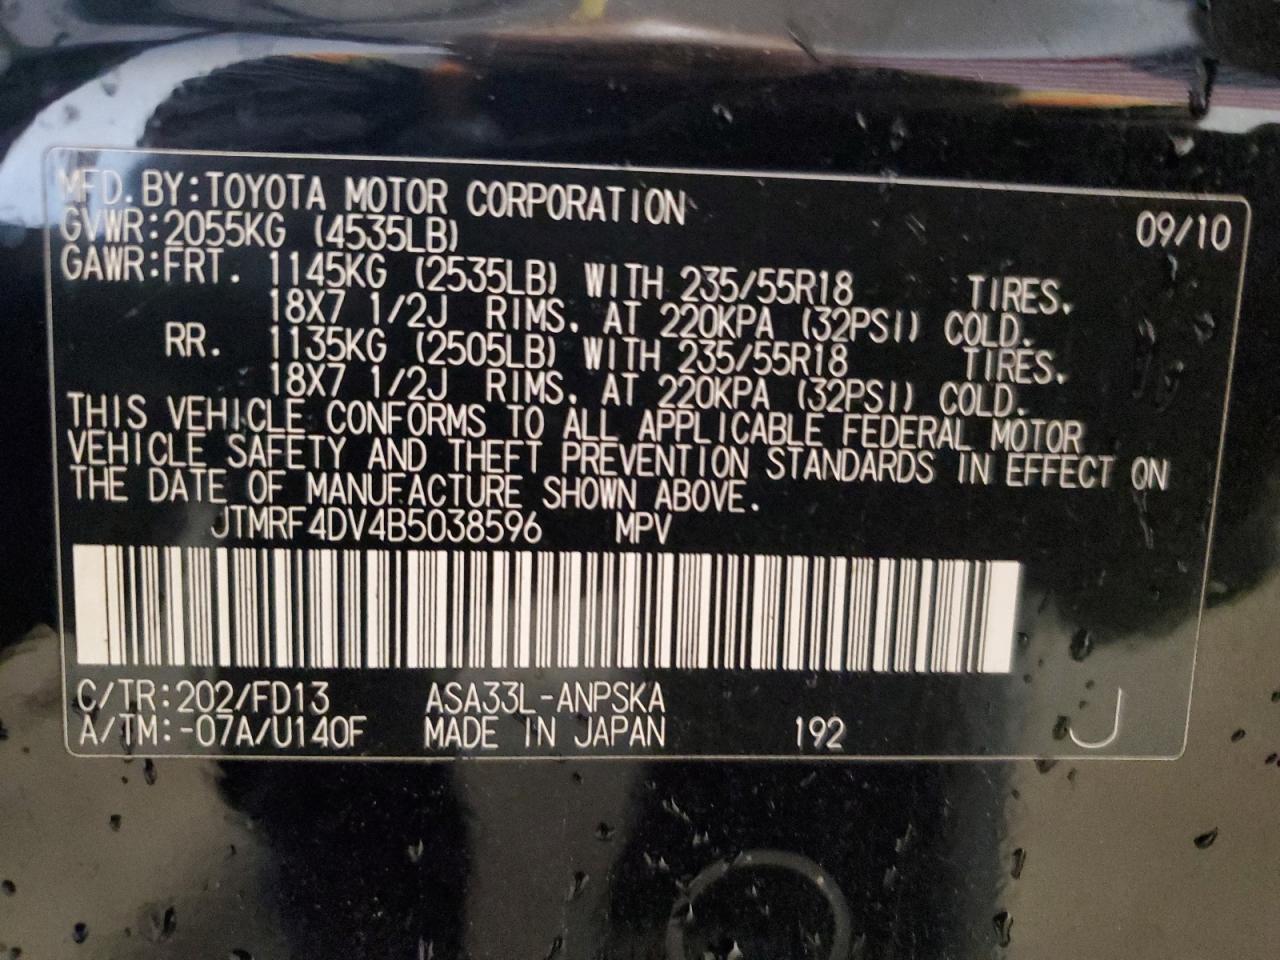 MFD. BY: TOYOTA MOTOR CORPORATION 09/10
GVWR: 2055KG (4535LB)
GAWR: FRT. 1145KG (2535LB) WITH 235/55R18 TIRES.
18X7 1/2J RIMS. AT 220KPA (32PSI) COLD.
RR. 1135KG (2505LB) WITH 235/55R18 TIRES.
18X7 1/2J RIMS. AT 220KPA (32PSI) COLD.
THIS VEHICLE CONFORMS TO ALL APPLICABLE FEDERAL MOTOR
VEHICLE SAFETY AND THEFT PREVENTION STANDARDS IN EFFECT ON
THE DATE OF MANUFACTURE SHOWN ABOVE.
JTMRF4DV4B5038596 MPV
C/TR: 202/FD13 ASA33L-ANPSKA
A/TM: -07A/U140F MADE IN JAPAN 192 J